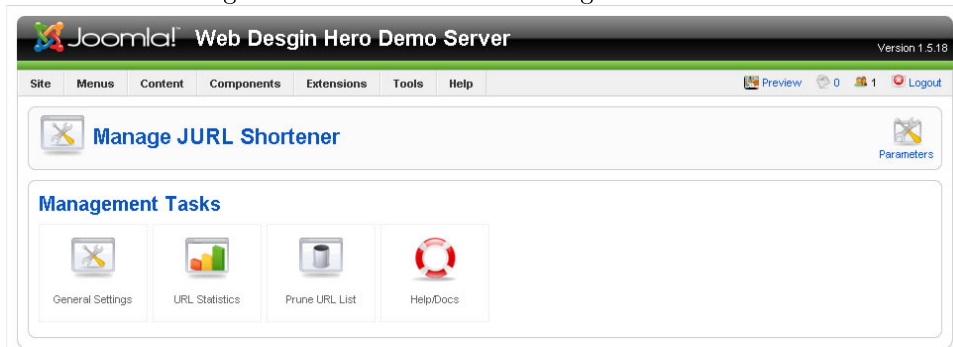 Joomla!® Web Desgin Hero Demo Server
Version 1.5.18
Site Menus Content Components Extensions Tools Help Preview 0 1 Logout
Manage JURL Shortener
Parameters
Management Tasks
General Settings URL Statistics Prune URL List Help/Docs